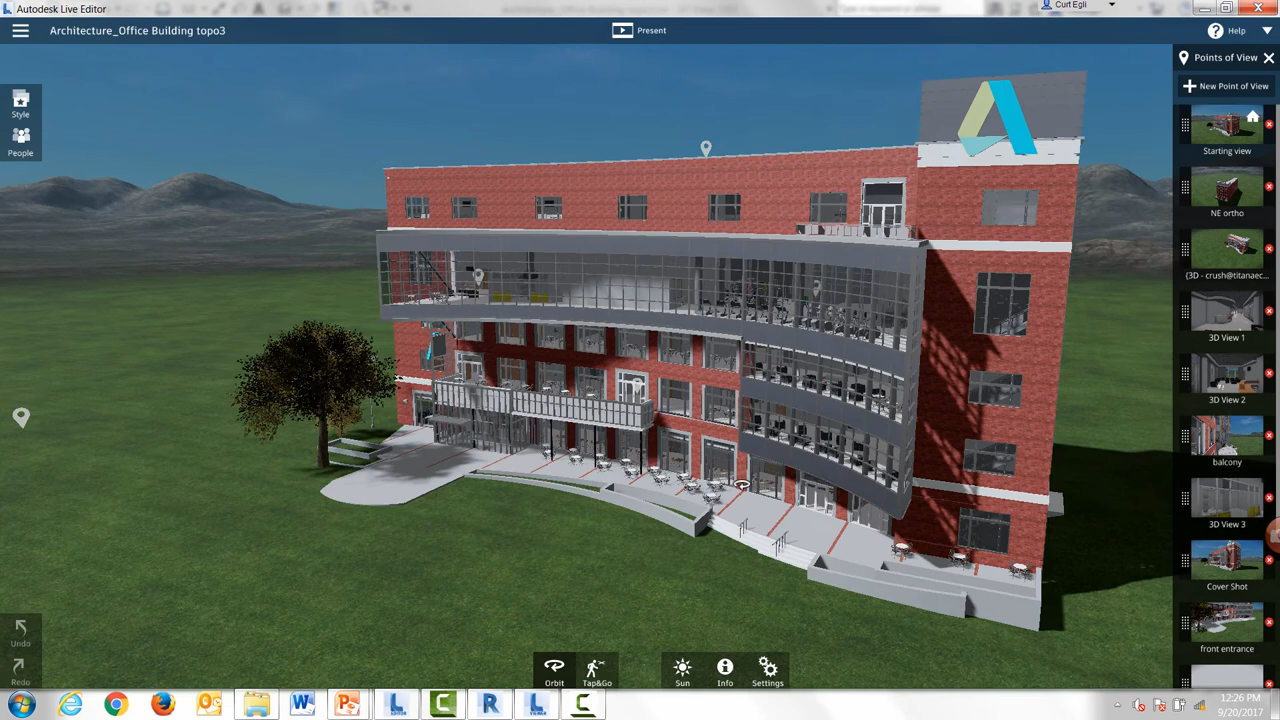 Autodesk Live Editor
Curt Egli
Architecture_Office Building topo3
Present
Help
Points of View
New Point of View
Style
People
Starting view
NE ortho
{3D - crush@titanaec...
3D View 1
3D View 2
balcony
3D View 3
Cover Shot
front entrance
Undo
Redo
Orbit
Tap&Go
Sun
Info
Settings
12:26 PM
9/20/2017